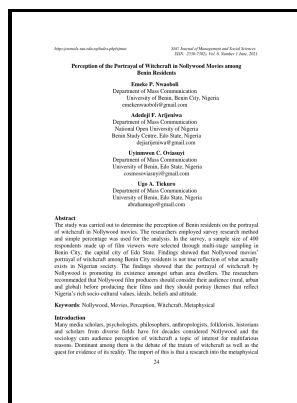 http://journals.sau.edu.ng/index.php/sjmas
SAU Journal of Management and Social Sciences
ISSN: 2550-7302), Vol. 6, Number 1 June, 2021
Perception of the Portrayal of Witchcraft in Nollywood Movies among
Benin Residents
Emeke P. Nwaoboli
Department of Mass Communication
University of Benin, Benin City, Nigeria
emekenwaoboli@gmail.com
Adedeji F. Arijeniwa
Department of Mass Communication
National Open University of Nigeria
Benin Study Centre, Edo State, Nigeria
dejiarijeniwa@gmail.com
Uyinmwen C. Oviasuyi
Department of Mass Communication
University of Benin, Edo State, Nigeria
cosmosoviasuyi@gmail.com
Ugo A. Tiekuro
Department of Mass Communication
University of Benin, Edo State, Nigeria
abrahamugo@gmail.com
Abstract
The study was carried out to determine the perception of Benin residents on the portrayal
of witchcraft in Nollywood movies. The researchers employed survey research method
and simple percentage was used for the analysis. In the survey, a sample size of 400
respondents made up of film viewers were selected through multi-stage sampling in
Benin City, the capital city of Edo State. Findings showed that Nollywood movies'
portrayal of witchcraft among Benin City residents is not true reflection of what actually
exists in Nigerian society. The findings showed that the portrayal of witchcraft by
Nollywood is promoting its existence amongst urban area dwellers. The researchers
recommended that Nollywood film producers should consider their audience (rural, urban
and global) before producing their films and they should portray themes that reflect
Nigeria's rich socio-cultural values, ideals, beliefs and attitude.
Keywords: Nollywood, Movies, Perception, Witchcraft, Metaphysical
Introduction
Many media scholars, psychologists, philosophers, anthropologists, folklorists, historians
and scholars from diverse fields have for decades considered Nollywood and the
sociology cum audience perception of witchcraft a topic of interest for multifarious
reasons. Dominant among them is the debate of the truism of witchcraft as well as the
quest for evidence of its reality. The import of this is that a research into the metaphysical
24